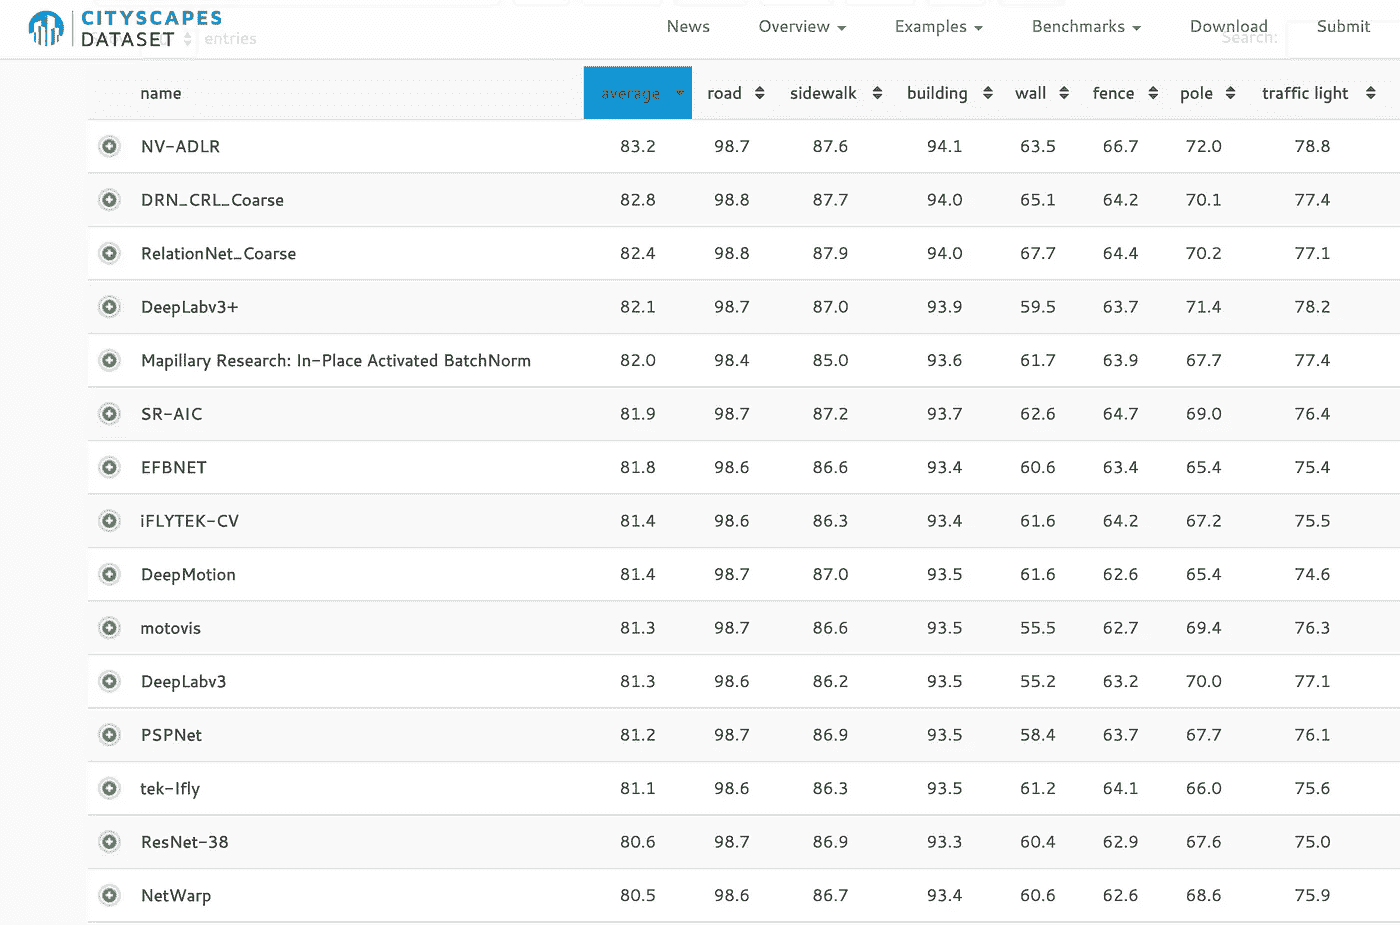 CITYSCAPES
DATASET
entries
News Overview Examples Benchmarks Download Submit
Search:
name average road sidewalk building wall fence pole traffic light
NV-ADLR 83.2 98.7 87.6 94.1 63.5 66.7 72.0 78.8
DRN_CRL_Coarse 82.8 98.8 87.7 94.0 65.1 64.2 70.1 77.4
RelationNet_Coarse 82.4 98.8 87.9 94.0 67.7 64.4 70.2 77.1
DeepLabv3+ 82.1 98.7 87.0 93.9 59.5 63.7 71.4 78.2
Mapillary Research: In-Place Activated BatchNorm 82.0 98.4 85.0 93.6 61.7 63.9 67.7 77.4
SR-AIC 81.9 98.7 87.2 93.7 62.6 64.7 69.0 76.4
EFBNET 81.8 98.6 86.6 93.4 60.6 63.4 65.4 75.4
iFLYTEK-CV 81.4 98.6 86.3 93.4 61.6 64.2 67.2 75.5
DeepMotion 81.4 98.7 87.0 93.5 61.6 62.6 65.4 74.6
motovis 81.3 98.7 86.6 93.5 55.5 62.7 69.4 76.3
DeepLabv3 81.3 98.6 86.2 93.5 55.2 63.2 70.0 77.1
PSPNet 81.2 98.7 86.9 93.5 58.4 63.7 67.7 76.1
tek-Ifly 81.1 98.6 86.3 93.5 61.2 64.1 66.0 75.6
ResNet-38 80.6 98.7 86.9 93.3 60.4 62.9 67.6 75.0
NetWarp 80.5 98.6 86.7 93.4 60.6 62.6 68.6 75.9